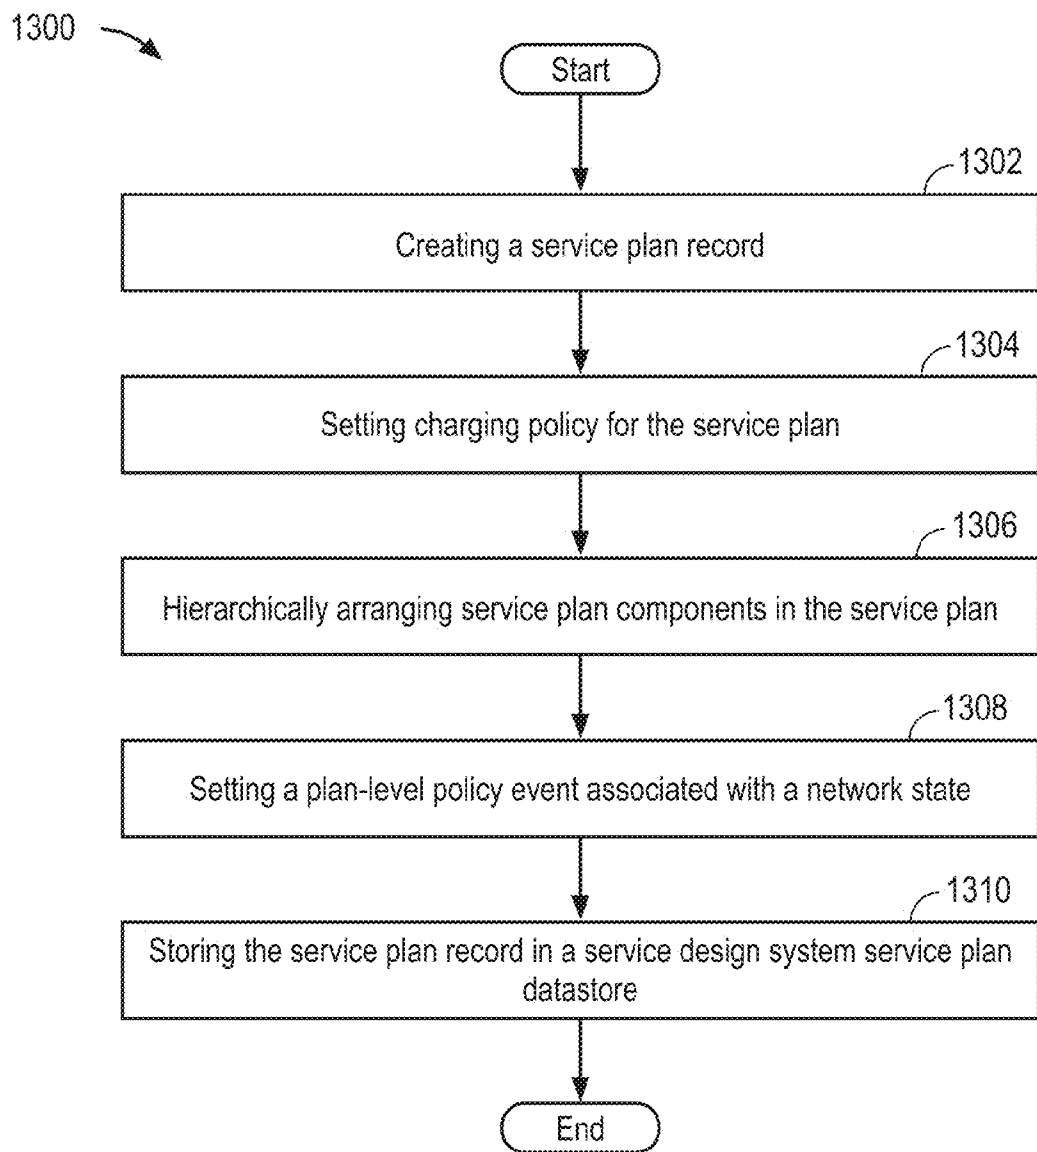 1300
Start
1302
Creating a service plan record
1304
Setting charging policy for the service plan
1306
Hierarchically arranging service plan components in the service plan
1308
Setting a plan-level policy event associated with a network state
1310
Storing the service plan record in a service design system service plan
datastore
End